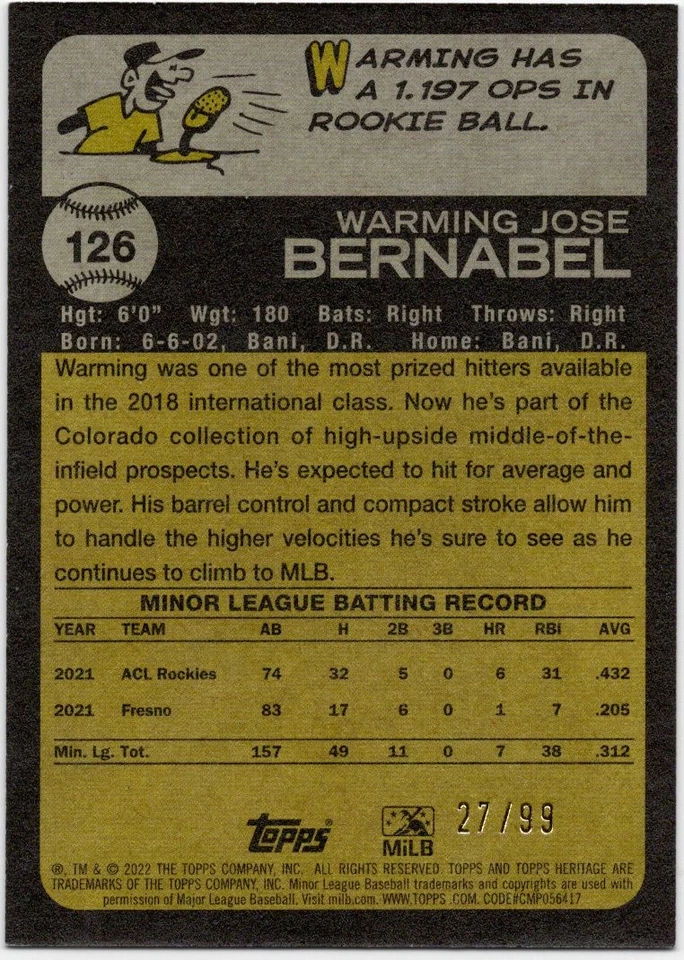 WARMING HAS
A 1.197 OPS IN
ROOKIE BALL.
126
WARMING JOSE
BERNABEL
Hgt: 6'0" Wgt: 180 Bats: Right Throws: Right
Born: 6-6-02, Bani, D.R. Home: Bani, D.R.
Warming was one of the most prized hitters available
in the 2018 international class. Now he's part of the
Colorado collection of high-upside middle-of-the-
infield prospects. He's expected to hit for average and
power. His barrel control and compact stroke allow him
to handle the higher velocities he's sure to see as he
continues to climb to MLB.
MINOR LEAGUE BATTING RECORD
YEAR TEAM AB H 2B 3B HR RBI AVG
2021 ACL Rockies 74 32 5 0 6 31 .432
2021 Fresno 83 17 6 0 1 7 .205
Min. Lg. Tot. 157 49 11 0 7 38 .312
Topps® MiLB 27/99
®, TM & © 2022 THE TOPPS COMPANY, INC. ALL RIGHTS RESERVED. TOPPS AND TOPPS HERITAGE ARE
TRADEMARKS OF THE TOPPS COMPANY, INC. Minor League Baseball trademarks and copyrights are used with
permission of Major League Baseball. Visit milb.com. WWW.TOPPS.COM. CODE#CMP056417